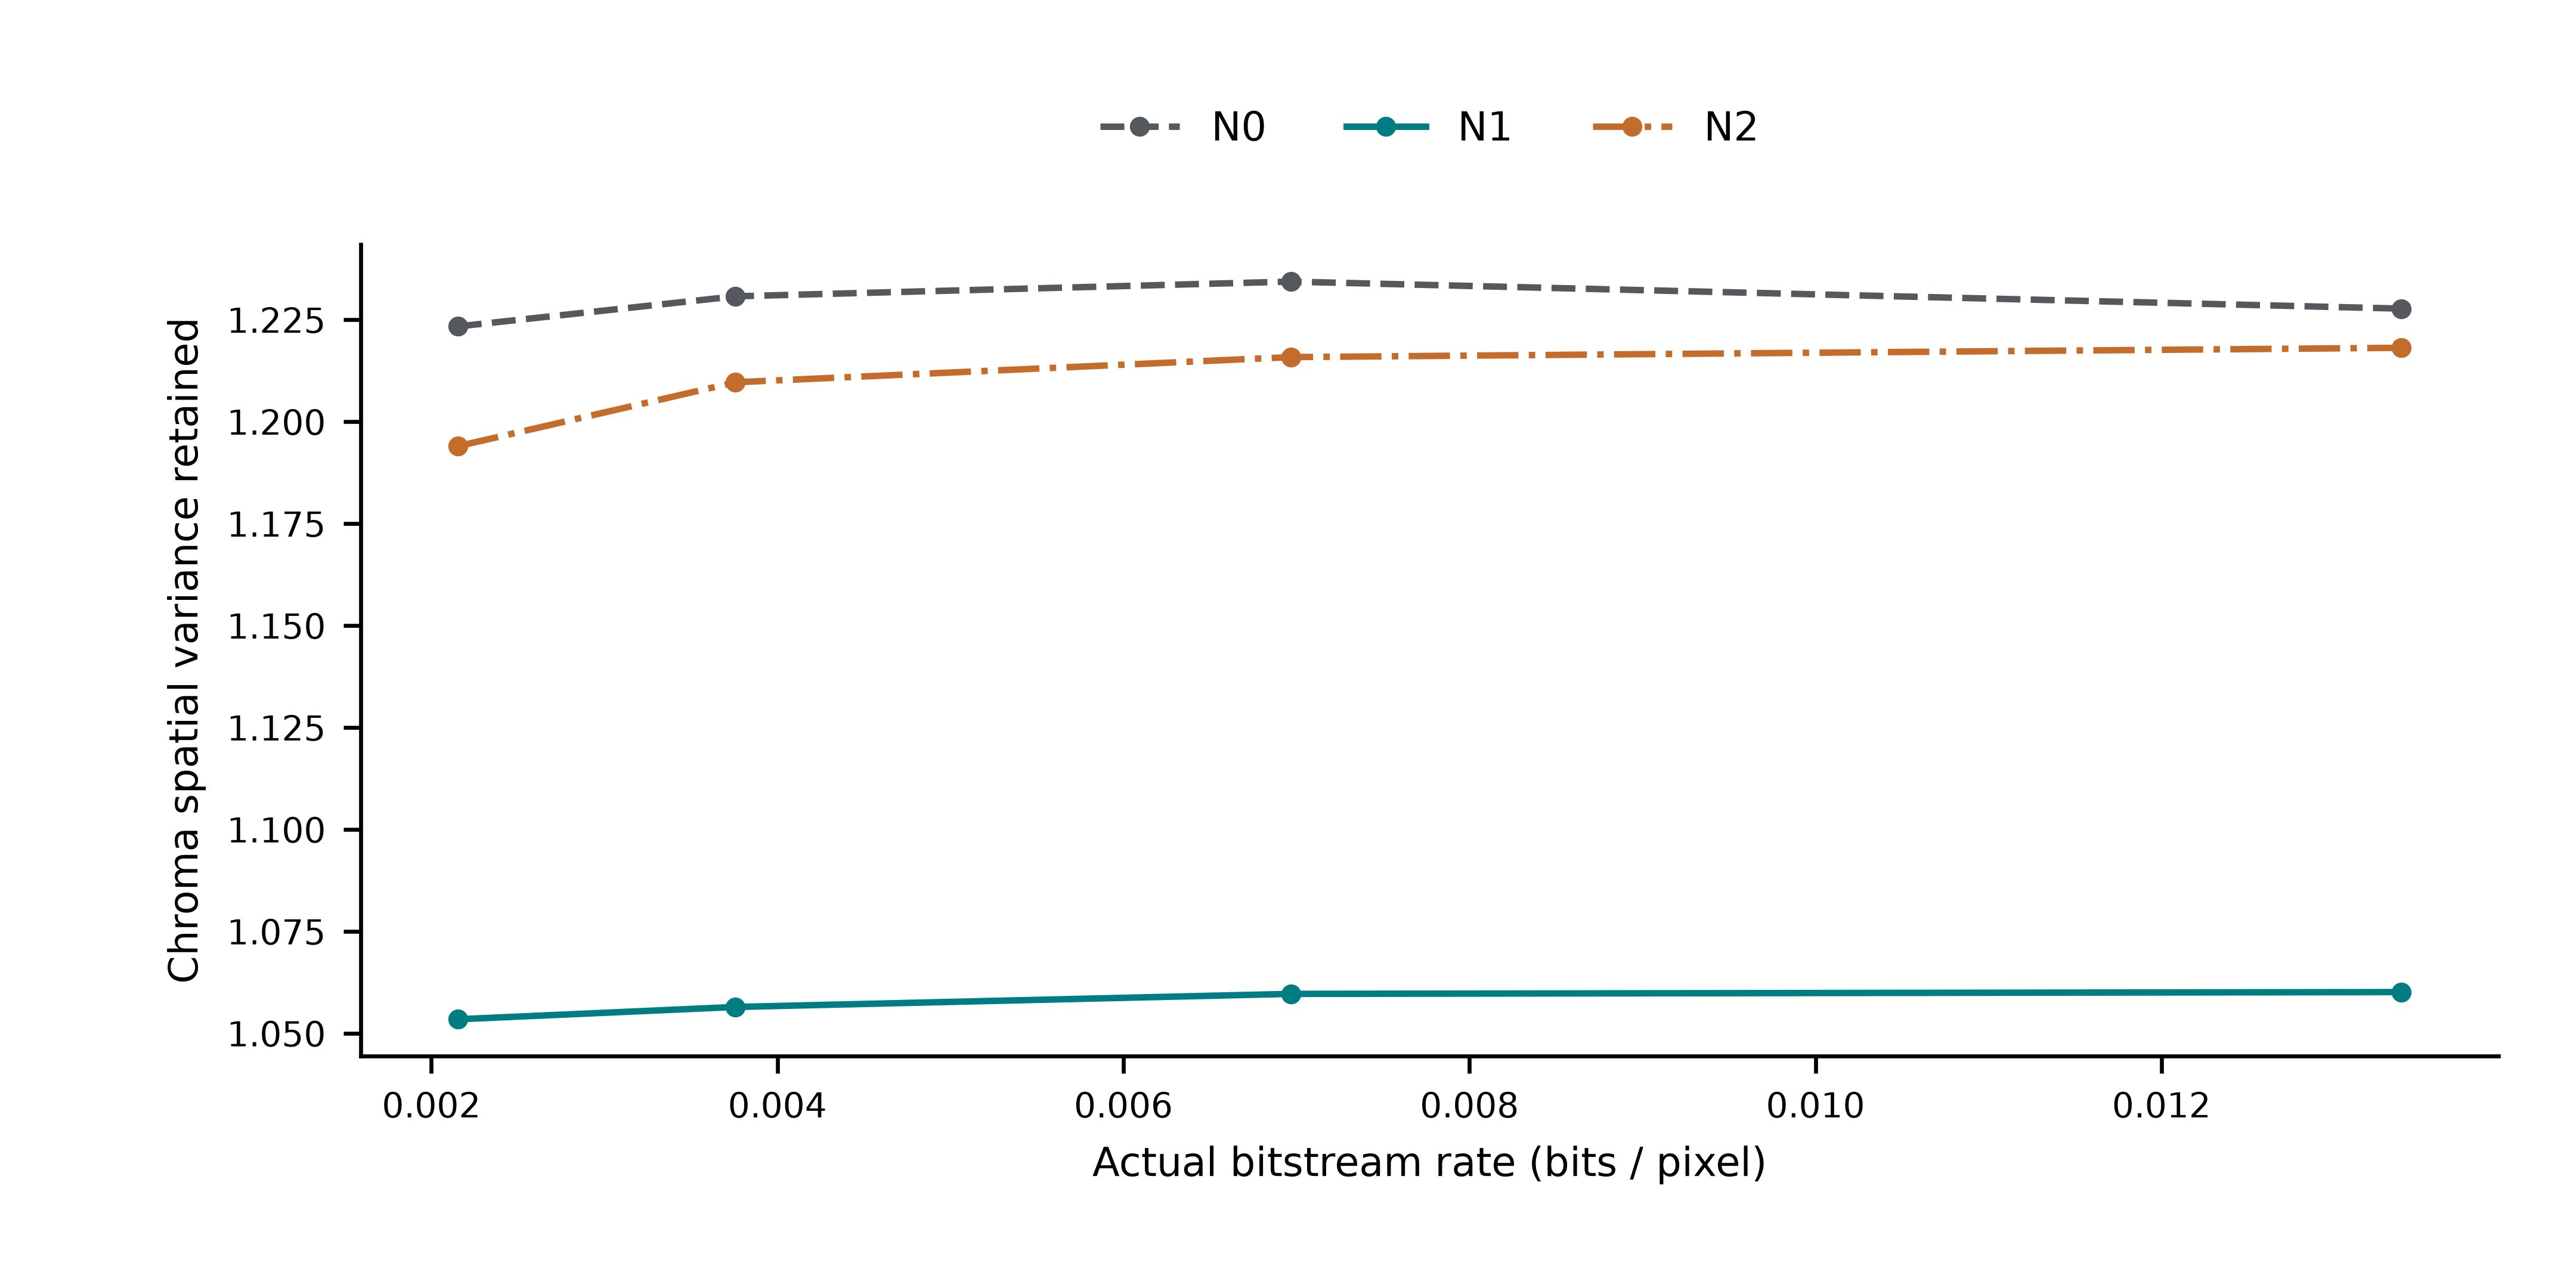 N0 N1 N2
Chroma spatial variance retained
1.225
1.200
1.175
1.150
1.125
1.100
1.075
1.050
0.002 0.004 0.006 0.008 0.010 0.012
Actual bitstream rate (bits / pixel)